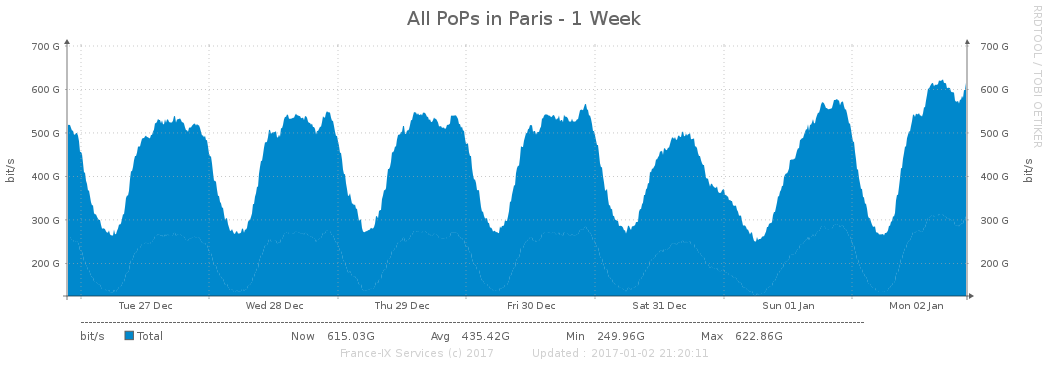 All PoPs in Paris - 1 Week
RRDTOOL / TOBI OETIKER
700 G 700 G
600 G 600 G
500 G 500 G
400 G 400 G
300 G 300 G
200 G 200 G
bit/s bit/s
Tue 27 Dec Wed 28 Dec Thu 29 Dec Fri 30 Dec Sat 31 Dec Sun 01 Jan Mon 02 Jan
bit/s Total Now 615.03G Avg 435.42G Min 249.96G Max 622.86G
France-IX Services (c) 2017 Updated : 2017-01-02 21:20:11